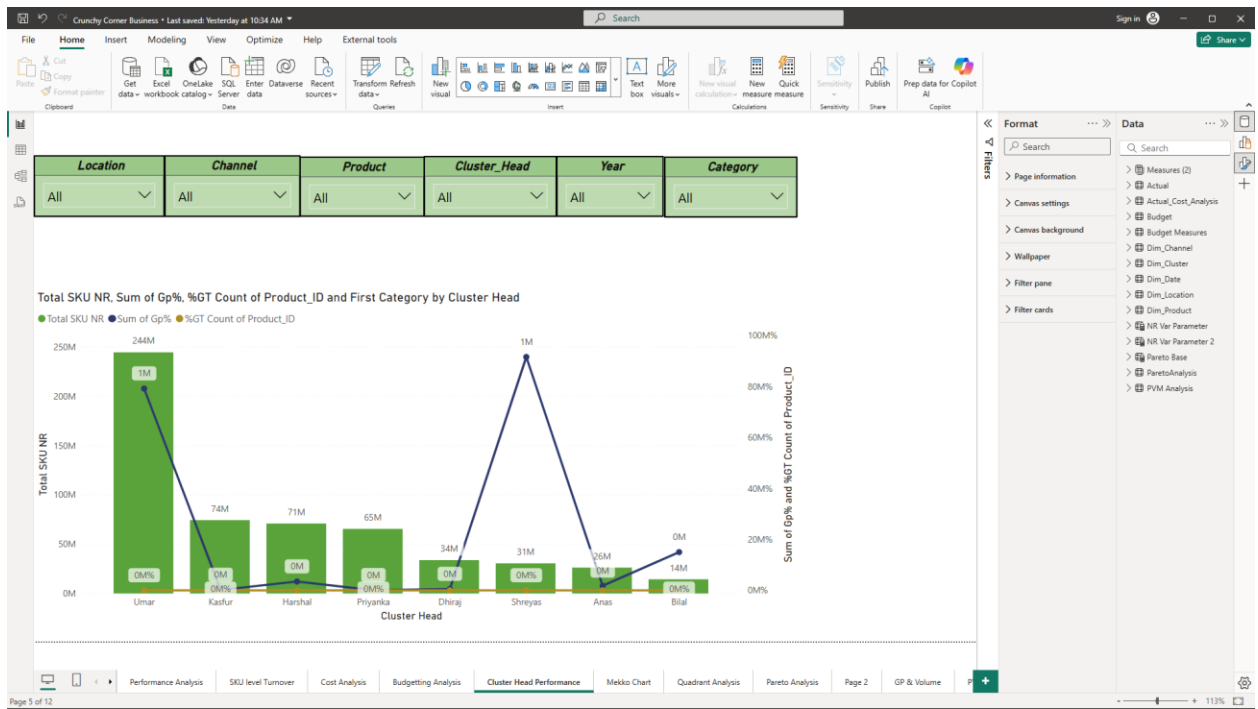 Crunchy Corner Business • Last saved: Yesterday at 10:34 AM
Search
Sign in
File Home Insert Modeling View Optimize Help External tools
Share
Paste
Cut
Copy
Format painter
Get data
Excel workbook
OneLake catalog
SQL Server
Enter data
Dataverse
Recent sources
Transform data
Refresh
New visual
Text box
More visuals
New visual calculation
New measure
Quick measure
Sensitivity
Publish
Prep data for AI
Copilot
Clipboard Data Queries Insert Calculations Sensitivity Share Copilot
Location Channel Product Cluster_Head Year Category
All All All All All All
Total SKU NR, Sum of Gp%, %GT Count of Product_ID and First Category by Cluster Head
Total SKU NR Sum of Gp% %GT Count of Product_ID
Total SKU NR
250M
200M
150M
100M
50M
0M
244M
74M
71M
65M
34M
31M
26M
14M
1M
0M
0M
0M
0M
1M
0M
0M
0M%
0M%
0M%
0M%
0M%
100M%
80M%
60M%
40M%
20M%
0M%
Sum of Gp% and %GT Count of Product_ID
Umar Kasfur Harshal Priyanka Dhiraj Shreyas Anas Bilal
Cluster Head
Filters
Format
Search
Page information
Canvas settings
Canvas background
Wallpaper
Filter pane
Filter cards
Data
Search
Measures (2)
Actual
Actual_Cost_Analysis
Budget
Budget Measures
Dim_Channel
Dim_Cluster
Dim_Date
Dim_Location
Dim_Product
NR Var Parameter
NR Var Parameter 2
Pareto Base
ParetoAnalysis
PVM Analysis
Performance Analysis SKU level Turnover Cost Analysis Budgetting Analysis Cluster Head Performance Mekko Chart Quadrant Analysis Pareto Analysis Page 2 GP & Volume
Page 5 of 12
113%